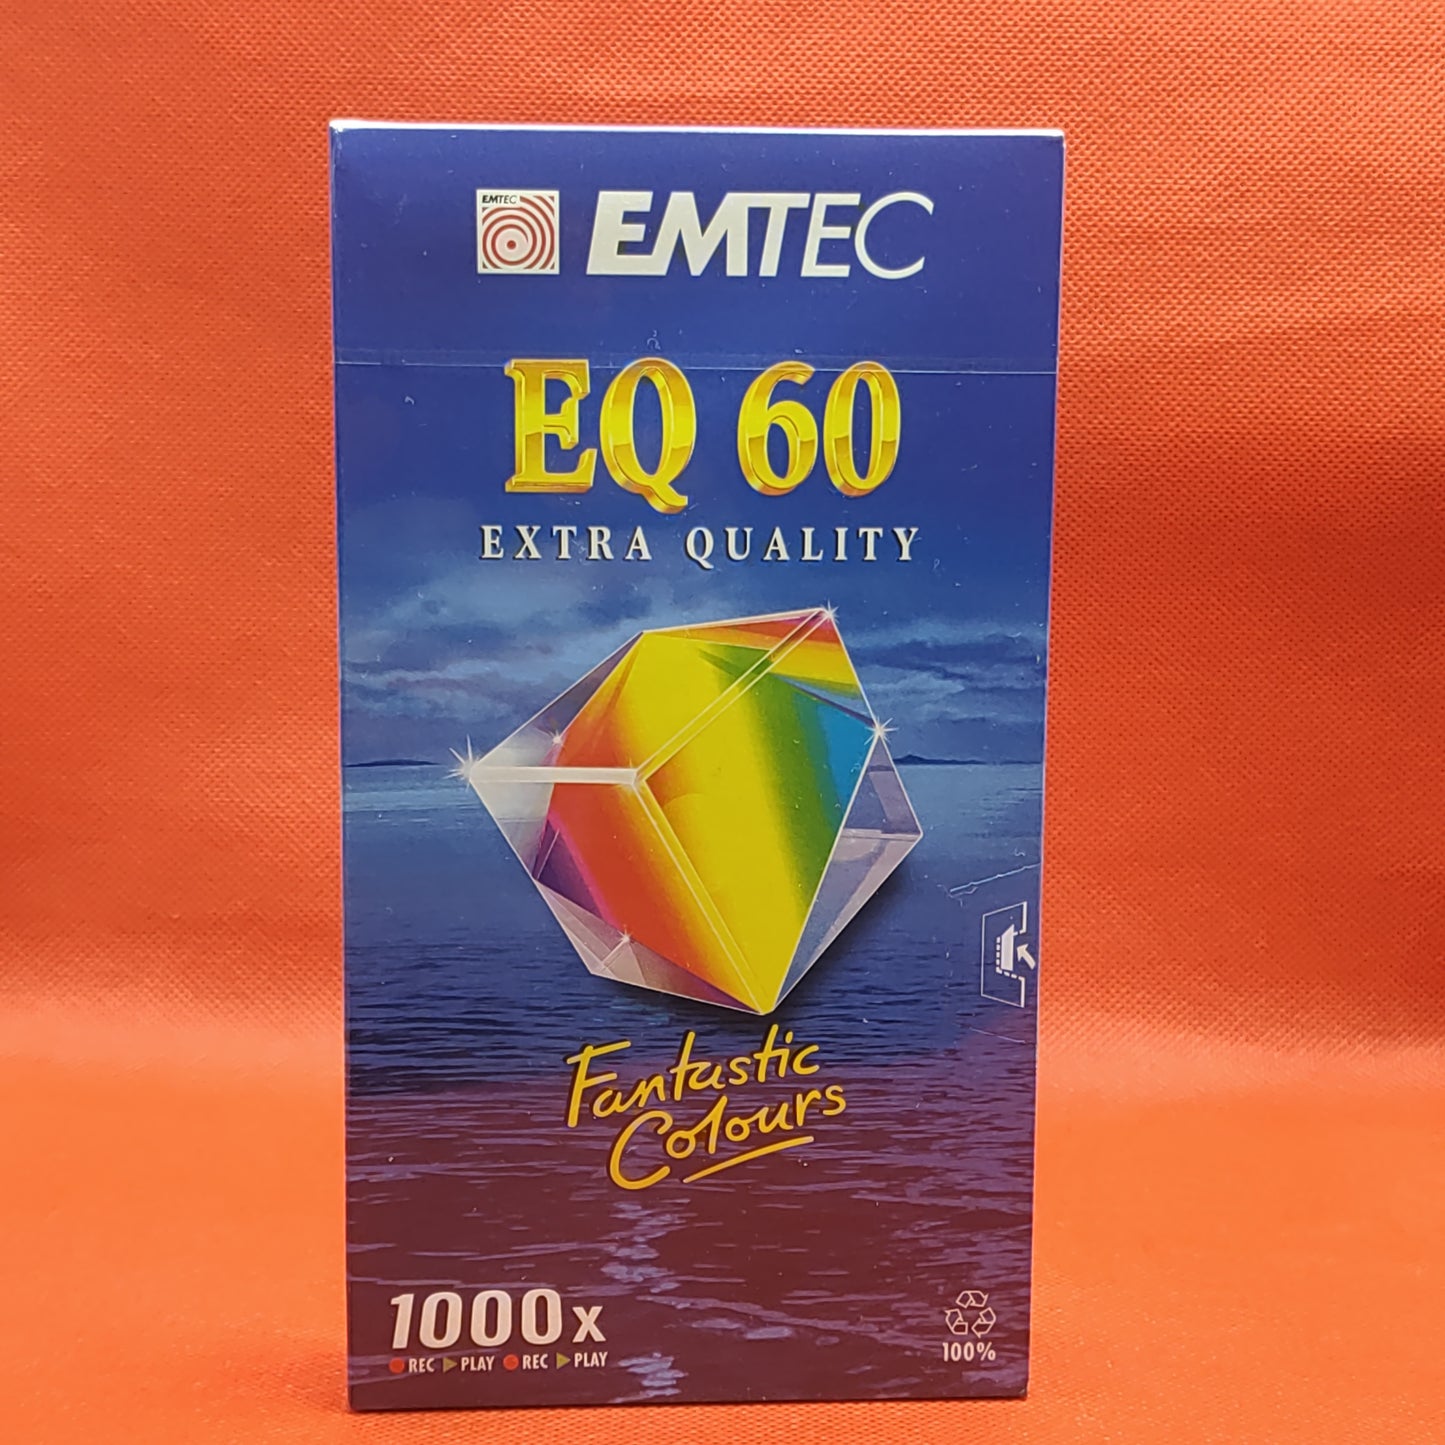 EMTEC
EMTEC
EQ 60
EXTRA QUALITY
Fantastic
Colours
1000x
REC PLAY REC PLAY
100%